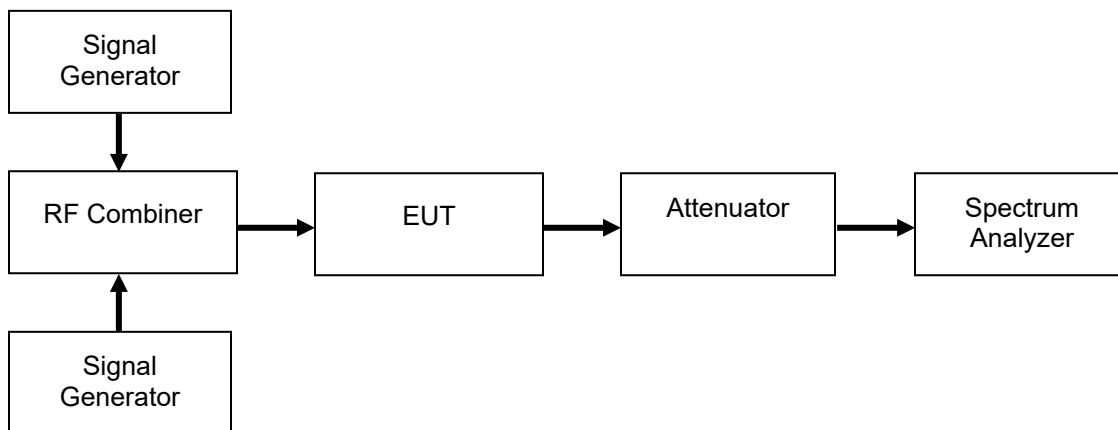 Signal
Generator
RF Combiner
EUT
Attenuator
Spectrum
Analyzer
Signal
Generator